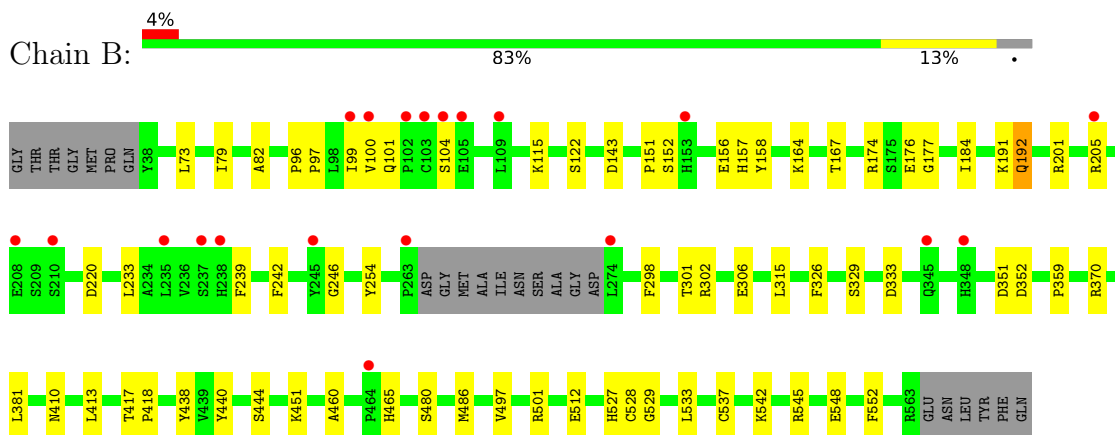 4%
Chain B:
83% 13% •
GLY THR THR GLY MET PRO GLN Y38 L73 I79 A82 P96 P97 L98 I99 V100 Q101 P102 C103 S104 E105 L109 K115 S122 D143 P151 S152 H153 E156 H157 Y158 K164 T167 R174 S175 E176 G177 I184 K191 Q192 R201 R205
E208 S209 S210 D220 L233 A234 L235 V236 S237 H238 F239 F242 Y245 G246 Y254 P263 ASP GLY MET ALA ILE ASN SER ALA GLY ASP L274 F298 T301 R302 E306 L315 F326 S329 D333 Q345 H348 D351 D352 P359 R370
L381 N410 L413 T417 P418 Y438 V439 Y440 S444 K451 A460 P464 H465 S480 M486 V497 R501 E512 H527 C528 G529 L533 C537 K542 R545 E548 F552 R563 GLU ASN LEU TYR PHE GLN